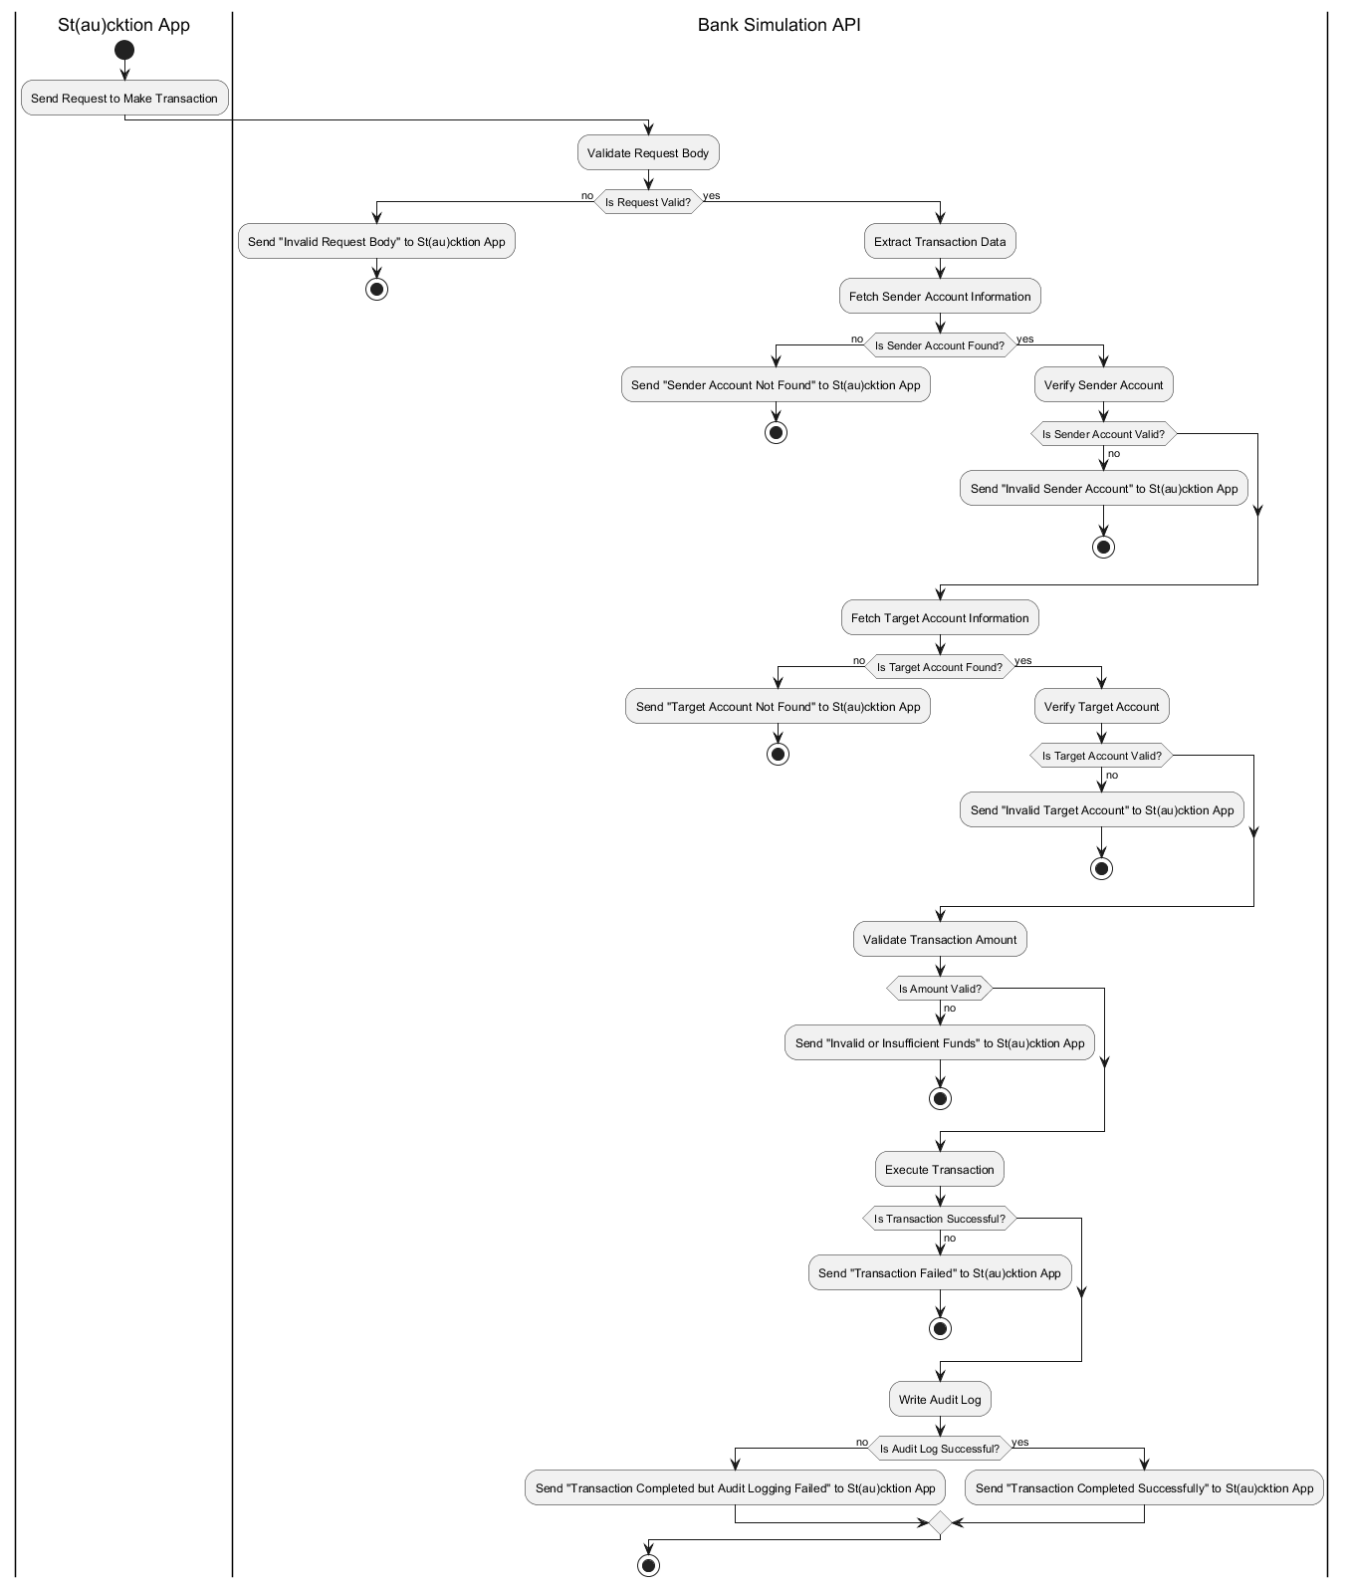 St(au)cktion App
Bank Simulation API
Send Request to Make Transaction
Validate Request Body
no
Is Request Valid?
yes
Send "Invalid Request Body" to St(au)cktion App
Extract Transaction Data
Fetch Sender Account Information
no
Is Sender Account Found?
yes
Send "Sender Account Not Found" to St(au)cktion App
Verify Sender Account
Is Sender Account Valid?
no
Send "Invalid Sender Account" to St(au)cktion App
Fetch Target Account Information
no
Is Target Account Found?
yes
Send "Target Account Not Found" to St(au)cktion App
Verify Target Account
Is Target Account Valid?
no
Send "Invalid Target Account" to St(au)cktion App
Validate Transaction Amount
Is Amount Valid?
no
Send "Invalid or Insufficient Funds" to St(au)cktion App
Execute Transaction
Is Transaction Successful?
no
Send "Transaction Failed" to St(au)cktion App
Write Audit Log
no
Is Audit Log Successful?
yes
Send "Transaction Completed but Audit Logging Failed" to St(au)cktion App
Send "Transaction Completed Successfully" to St(au)cktion App